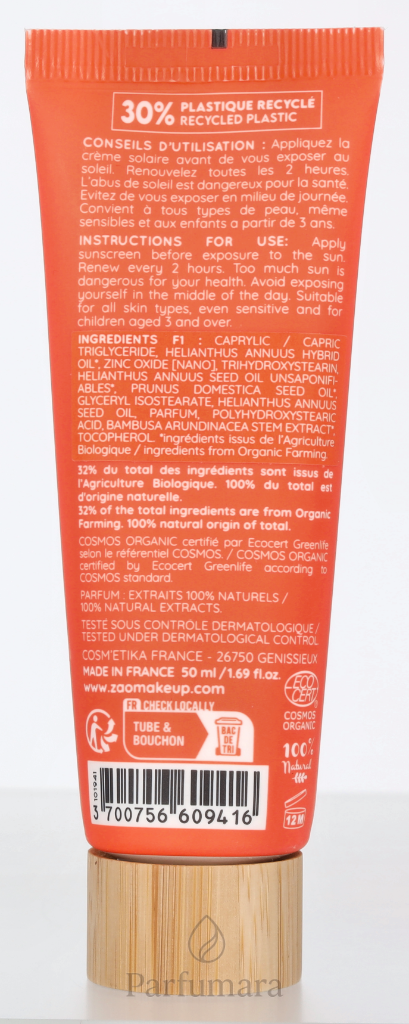 30% PLASTIQUE RECYCLÉ
RECYCLED PLASTIC
CONSEILS D'UTILISATION : Appliquez la
crème solaire avant de vous exposer au
soleil. Renouvelez toutes les 2 heures.
L'abus de soleil est dangereux pour la santé.
Evitez de vous exposer en milieu de journée.
Convient à tous types de peau, même
sensibles et aux enfants a partir de 3 ans.
INSTRUCTIONS FOR USE: Apply
sunscreen before exposure to the sun.
Renew every 2 hours. Too much sun is
dangerous for your health. Avoid exposing
yourself in the middle of the day. Suitable
for all skin types, even sensitive and for
children aged 3 and over.
INGREDIENTS F1 : CAPRYLIC / CAPRIC
TRIGLYCERIDE, HELIANTHUS ANNUUS HYBRID
OIL*, ZINC OXIDE [NANO], TRIHYDROXYSTEARIN,
HELIANTHUS ANNUUS SEED OIL UNSAPONIFI-
ABLES*, PRUNUS DOMESTICA SEED OIL*,
GLYCERYL ISOSTEARATE, HELIANTHUS ANNUUS
SEED OIL, PARFUM, POLYHYDROXYSTEARIC
ACID, BAMBUSA ARUNDINACEA STEM EXTRACT*,
TOCOPHEROL. *ingrédients issus de l'Agriculture
Biologique / ingredients from Organic Farming.
32% du total des ingrédients sont issus de
l'Agriculture Biologique. 100% du total est
d'origine naturelle.
32% of the total ingredients are from Organic
Farming. 100% natural origin of total.
COSMOS ORGANIC certifié par Ecocert Greenlife
selon le référentiel COSMOS. / COSMOS ORGANIC
certified by Ecocert Greenlife according to
COSMOS standard.
PARFUM : EXTRAITS 100% NATURELS /
100% NATURAL EXTRACTS.
TESTÉ SOUS CONTRÔLE DERMATOLOGIQUE /
TESTED UNDER DERMATOLOGICAL CONTROL.
COSM'ETIKA FRANCE - 26750 GENISSIEUX
MADE IN FRANCE 50 ml / 1.69 fl.oz.
www.zaomakeup.com
ECO
CERT
COSMOS
ORGANIC
FR CHECK LOCALLY
TUBE &
BOUCHON
BAC
DE
TRI
100%
Naturel
101941
3 700756 609416
12 M
Parfumara